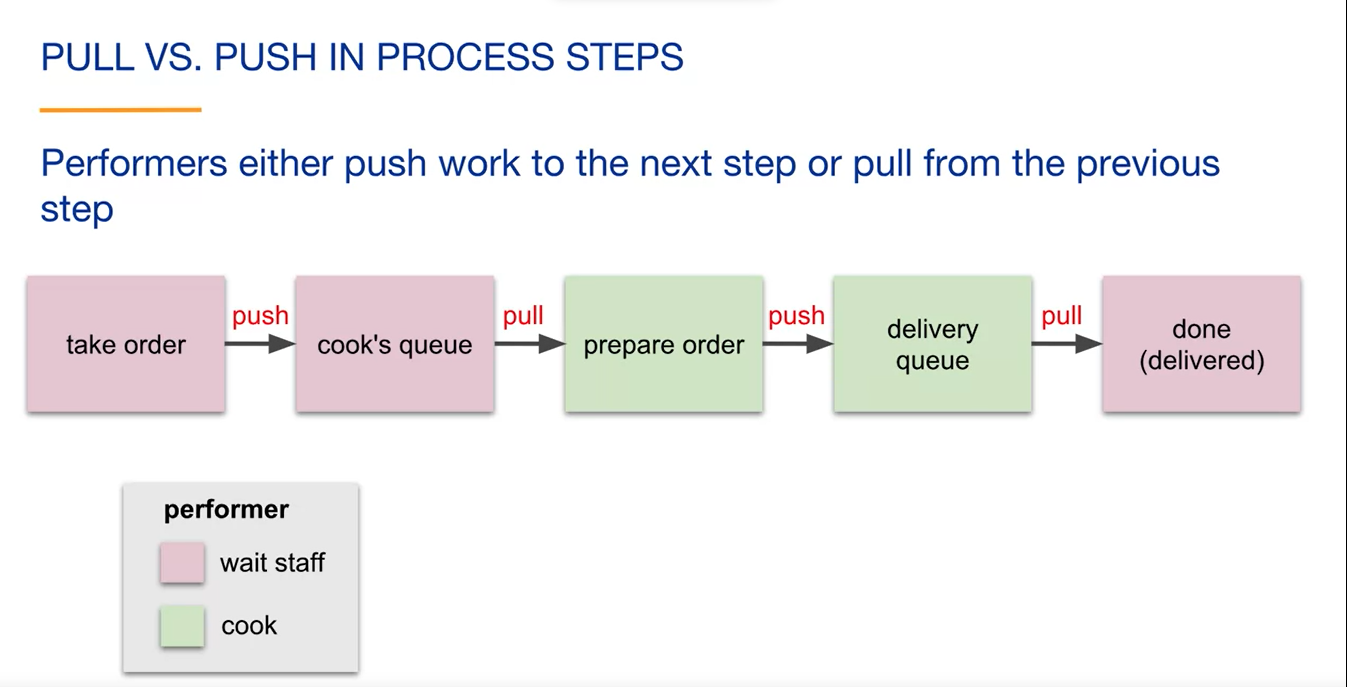 PULL VS. PUSH IN PROCESS STEPS
Performers either push work to the next step or pull from the previous
step
take order
push
cook's queue
pull
prepare order
push
delivery
queue
pull
done
(delivered)
performer
wait staff
cook